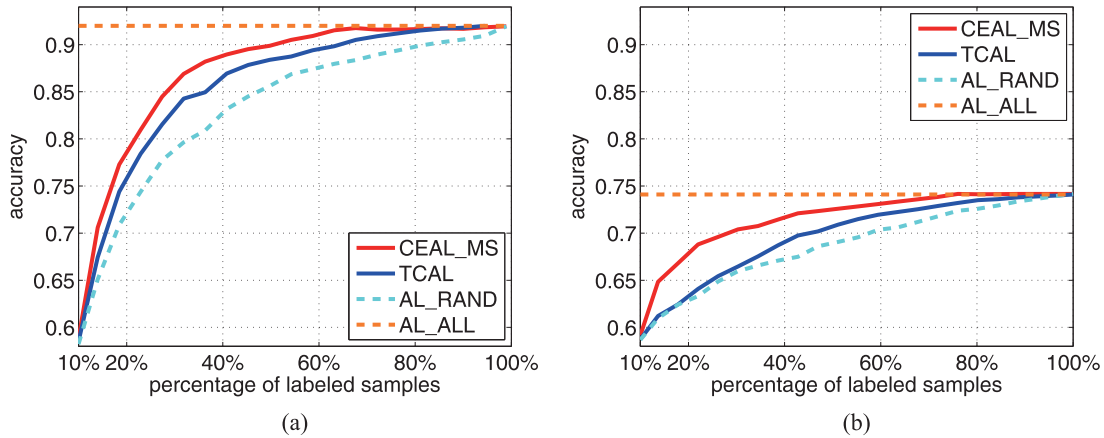 0.9
0.85
0.8
0.75
0.7
0.65
0.6
accuracy
10% 20% 40% 60% 80% 100%
percentage of labeled samples
CEAL_MS
TCAL
AL_RAND
AL_ALL
(a)
0.9
0.85
0.8
0.75
0.7
0.65
0.6
accuracy
10% 20% 40% 60% 80% 100%
percentage of labeled samples
CEAL_MS
TCAL
AL_RAND
AL_ALL
(b)